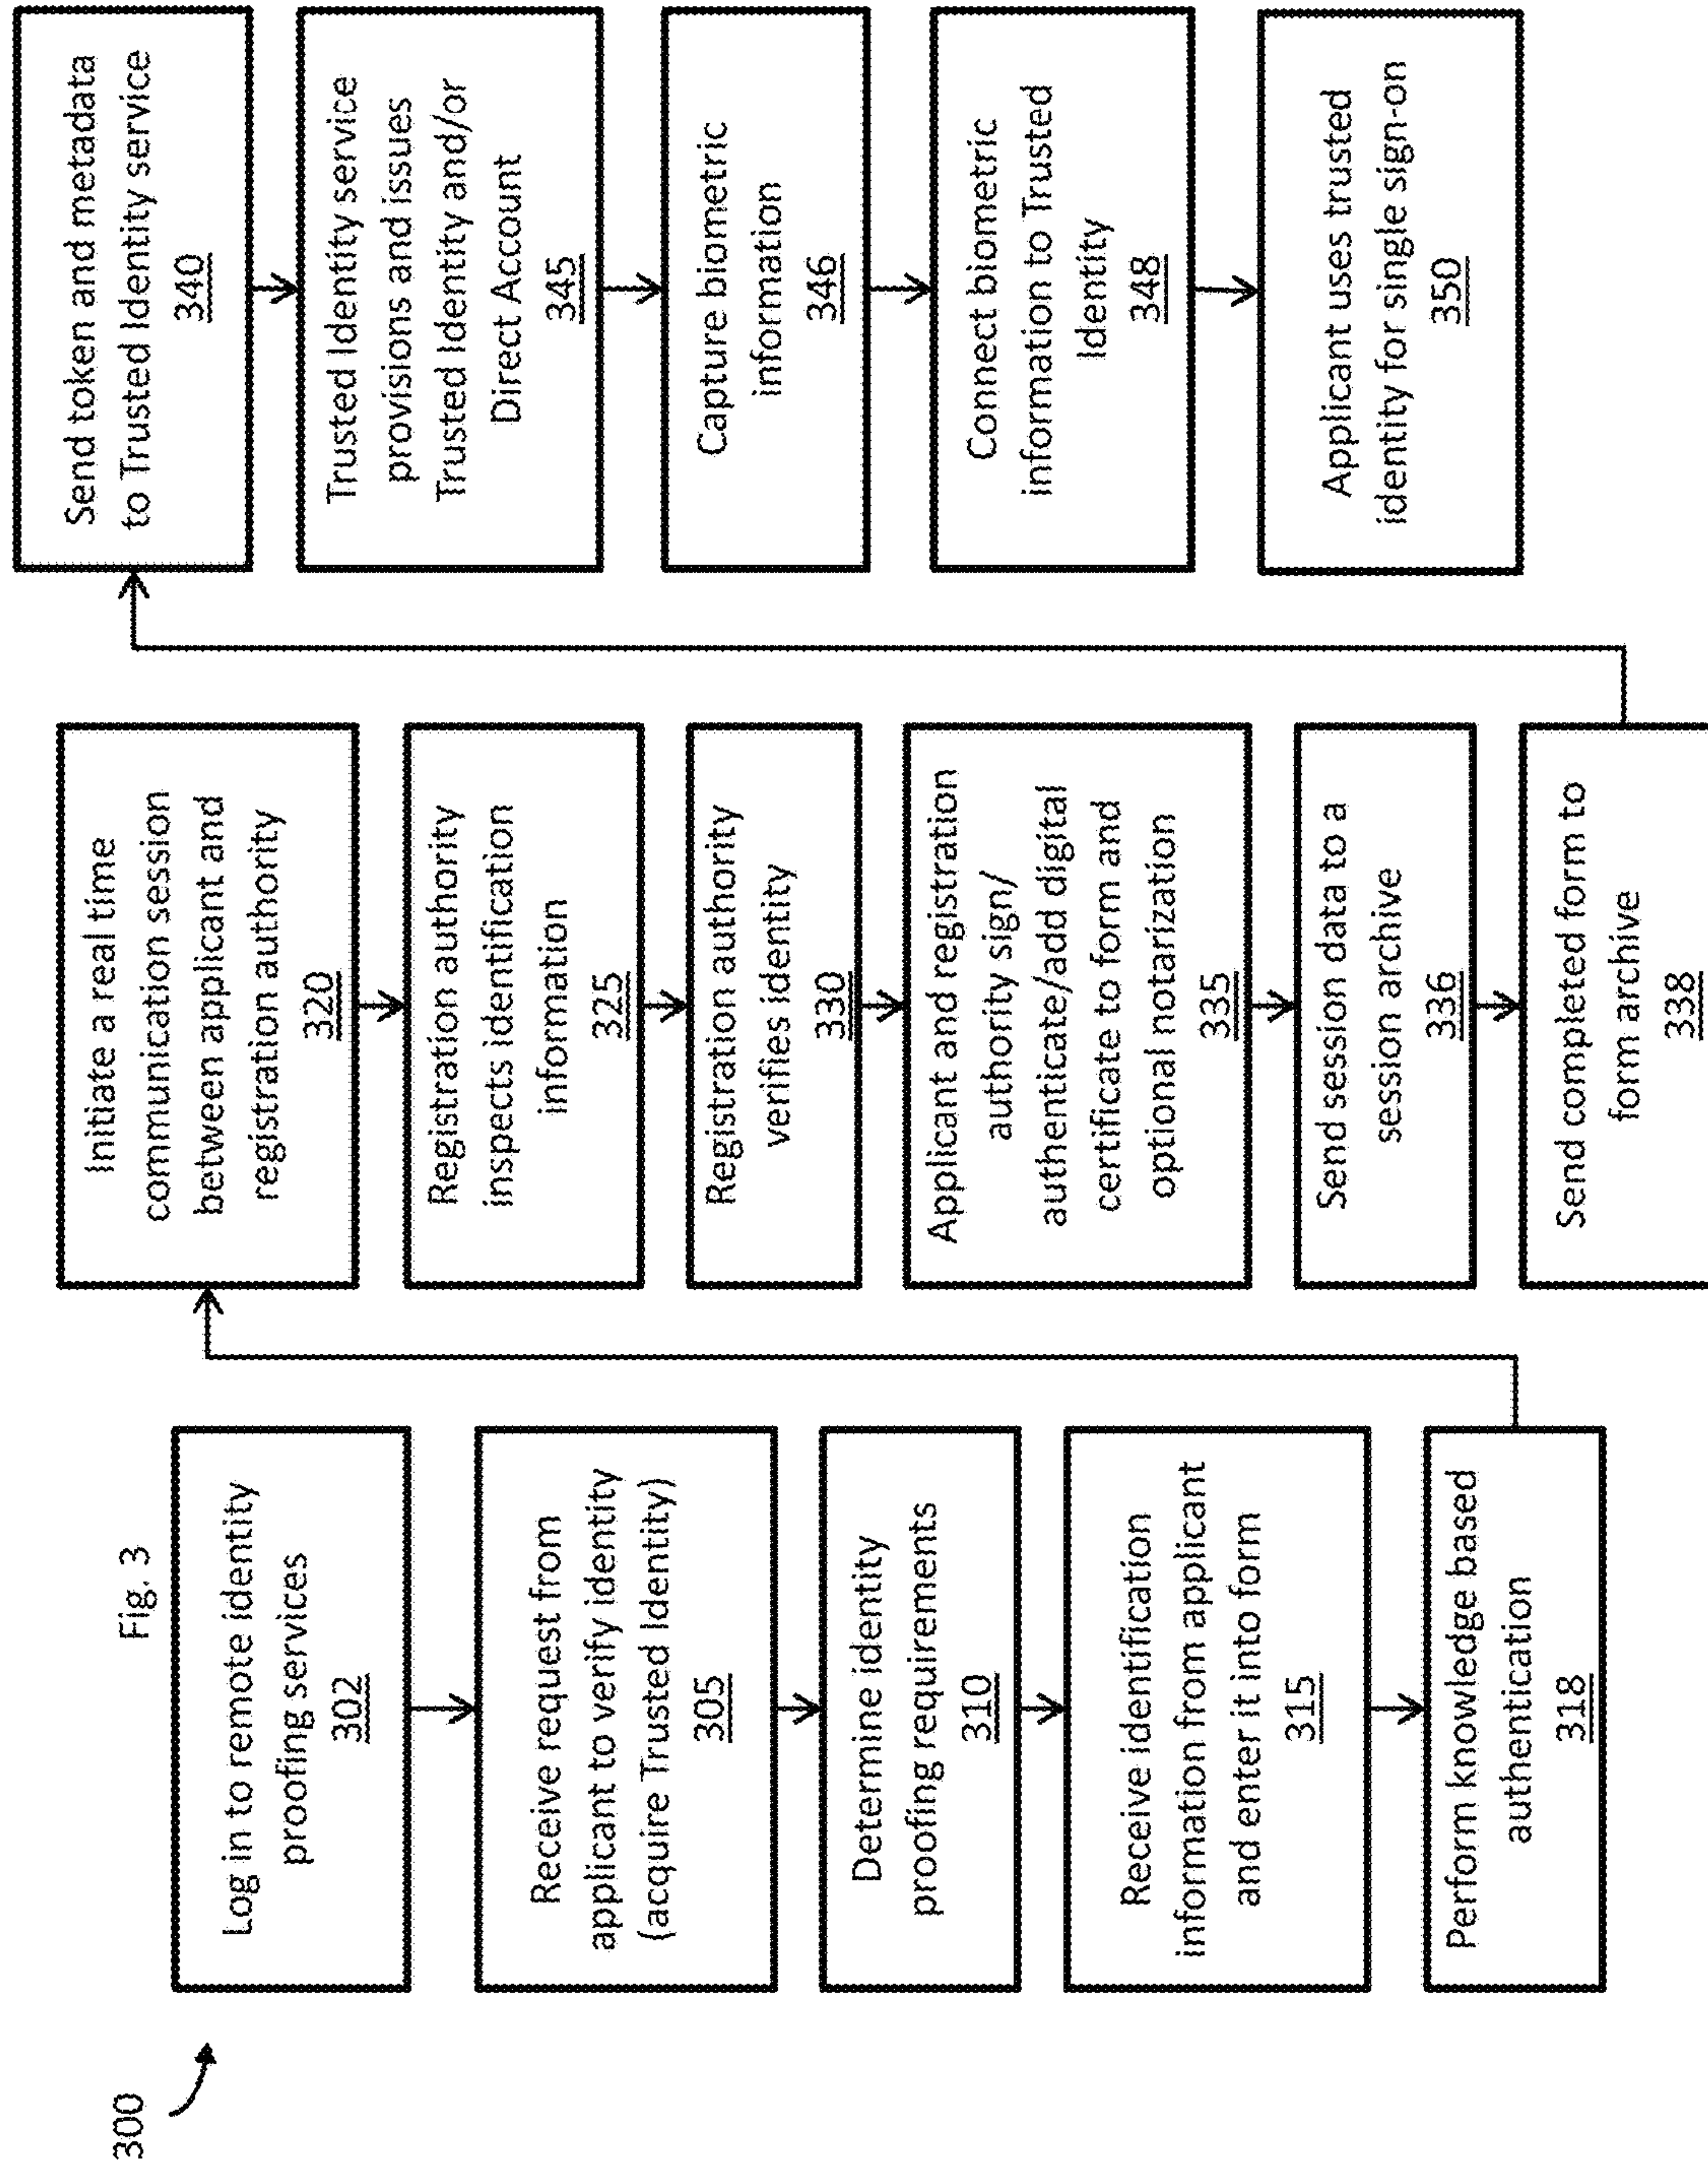 300
Fig. 3
Log in to remote identity
proofing services
302
Receive request from
applicant to verify identity
(acquire Trusted Identity)
305
Determine identity
proofing requirements
310
Receive identification
information from applicant
and enter it into form
315
Perform knowledge based
authentication
318
Initiate a real time
communication session
between applicant and
registration authority
320
Registration authority
inspects identification
information
325
Registration authority
verifies identity
330
Applicant and registration
authority sign/
authenticate/add digital
certificate to form and
optional notarization
335
Send session data to a
session archive
336
Send completed form to
form archive
338
Send token and metadata
to Trusted Identity service
340
Trusted Identity service
provisions and issues
Trusted Identity and/or
Direct Account
345
Capture biometric
information
346
Connect biometric
information to Trusted
Identity
348
Applicant uses trusted
identity for single sign-on
350